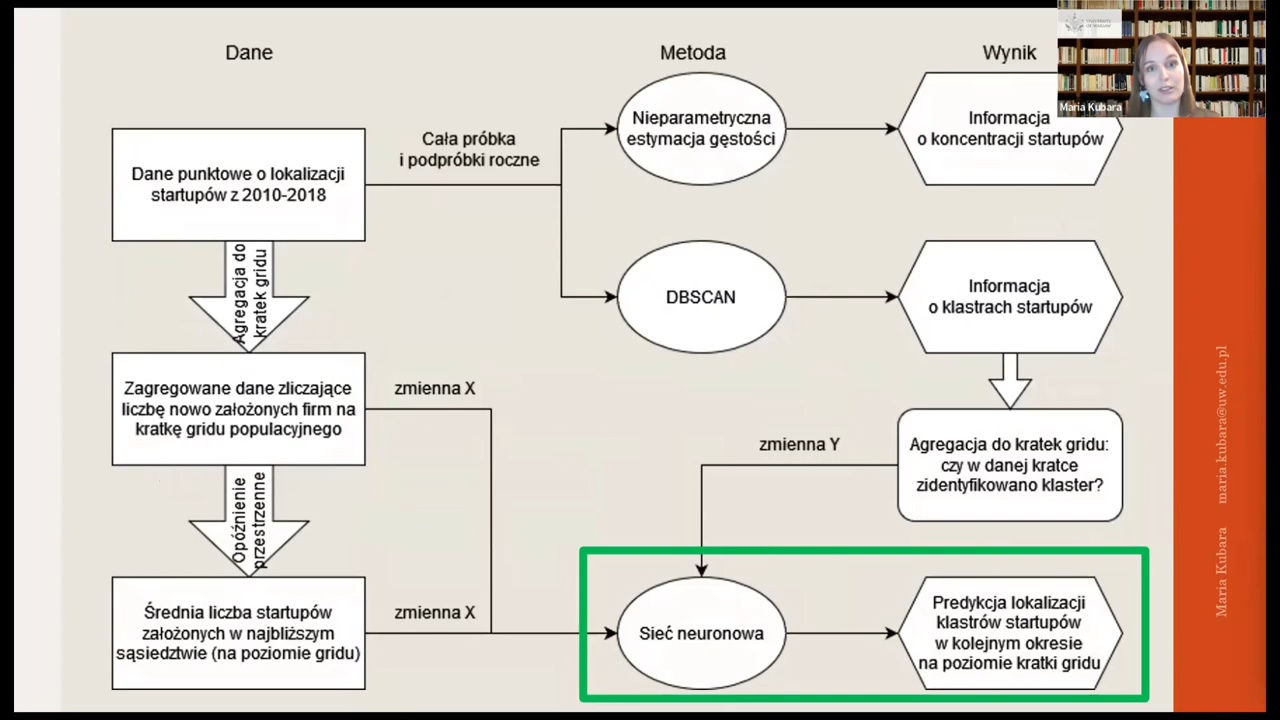 Dane
Metoda
Wynik
UNIVERSITY
OF WARSAW
Maria Kubara
Dane punktowe o lokalizacji
startupów z 2010-2018
Cała próbka
i podpróbki roczne
Nieparametryczna
estymacja gęstości
Informacja
o koncentracji startupów
Agregacja do
kratek gridu
DBSCAN
Informacja
o klastrach startupów
Zagregowane dane zliczające
liczbę nowo założonych firm na
kratkę gridu populacyjnego
zmienna X
zmienna Y
Agregacja do kratek gridu:
czy w danej kratce
zidentyfikowano klaster?
Opóźnienie
przestrzenne
Średnia liczba startupów
założonych w najbliższym
sąsiedztwie (na poziomie gridu)
zmienna X
Sieć neuronowa
Predykcja lokalizacji
klastrów startupów
w kolejnym okresie
na poziomie kratki gridu
Maria Kubara maria.kubara@uw.edu.pl